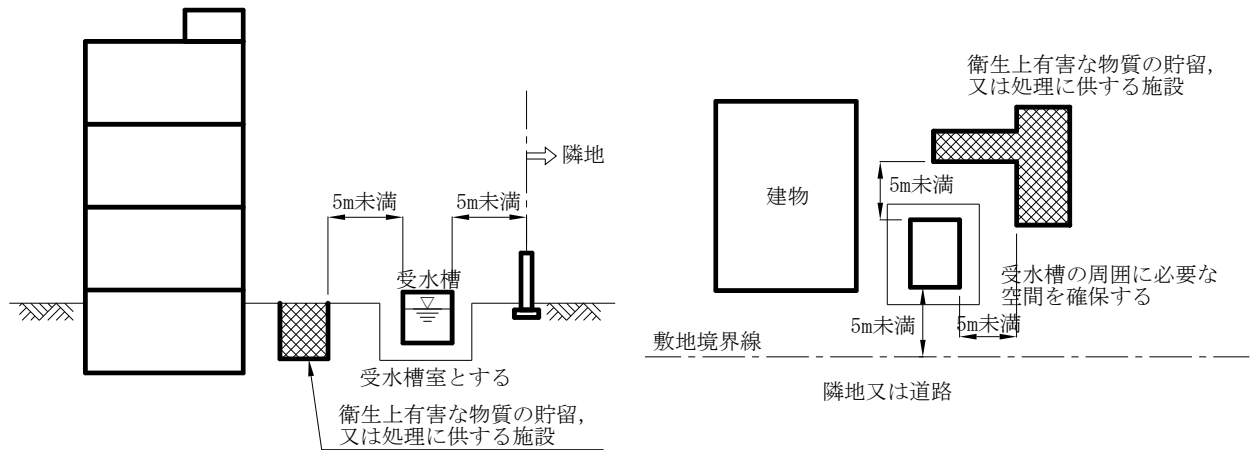 隣地
5m未満
5m未満
受水槽
受水槽室とする
衛生上有害な物質の貯留,
又は処理に供する施設
衛生上有害な物質の貯留,
又は処理に供する施設
5m未満
建物
受水槽の周囲に必要な
空間を確保する
5m未満
5m未満
敷地境界線
隣地又は道路